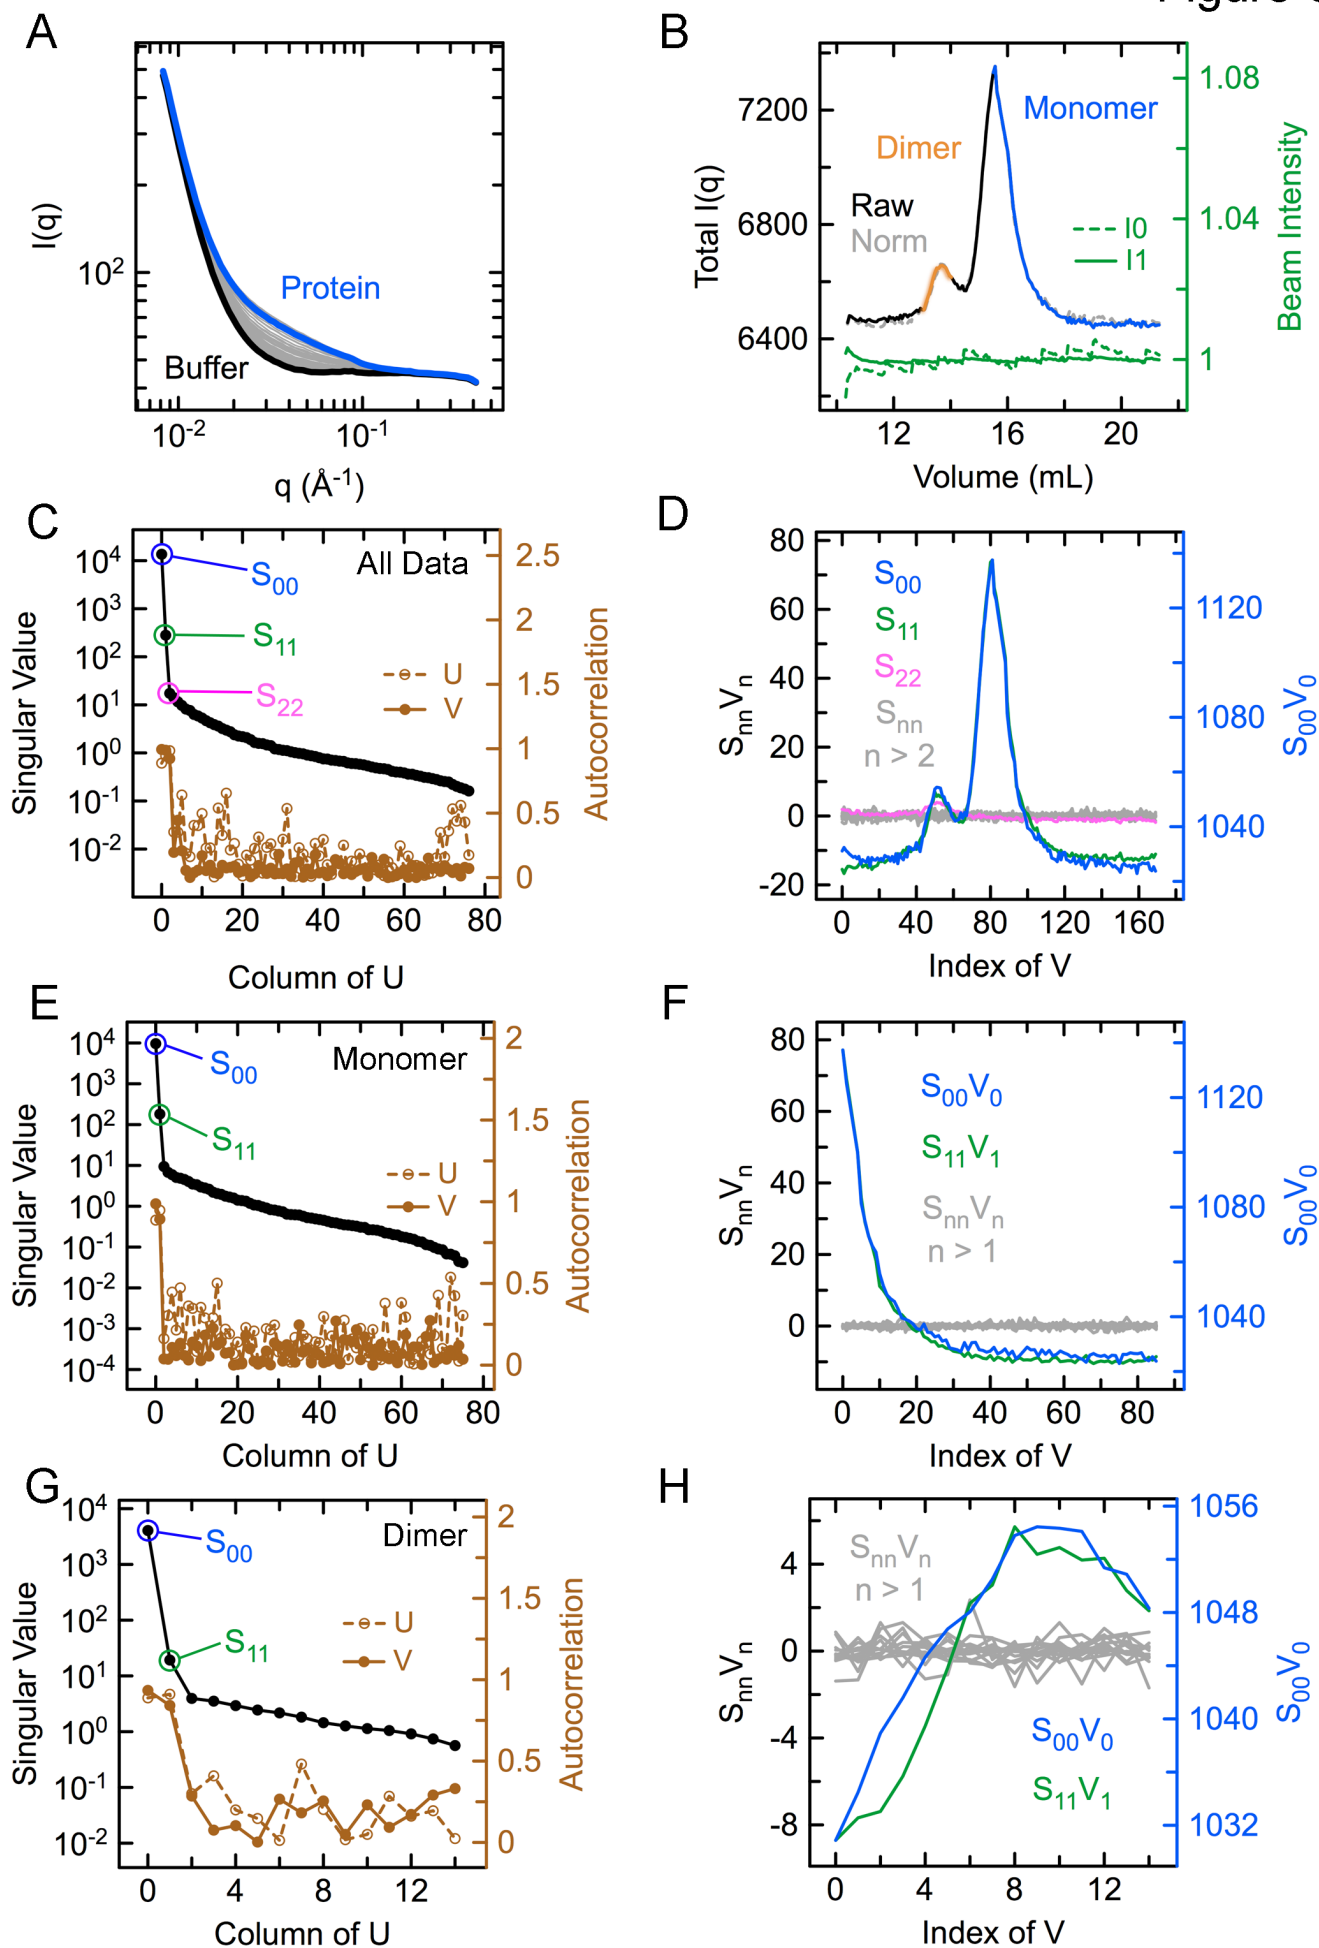 Figure
A
I(q)
10²
Protein
Buffer
10⁻² 10⁻¹
q (Å⁻¹)
B
Total I(q)
7200
6800
6400
Dimer
Monomer
Raw
Norm
I0
I1
1.08
1.04
1
Beam Intensity
12 16 20
Volume (mL)
C
Singular Value
10⁴
10³
10²
10¹
10⁰
10⁻¹
10⁻²
All Data
S₀₀
S₁₁
S₂₂
U
V
2.5
2
1.5
1
0.5
0
Autocorrelation
0 20 40 60 80
Column of U
D
SₙₙVₙ
80
60
40
20
0
-20
S₀₀
S₁₁
S₂₂
Sₙₙ
n > 2
1120
1080
1040
S₀₀V₀
0 40 80 120 160
Index of V
E
Singular Value
10⁴
10³
10²
10¹
10⁰
10⁻¹
10⁻²
10⁻³
10⁻⁴
Monomer
S₀₀
S₁₁
U
V
2
1.5
1
0.5
0
Autocorrelation
0 20 40 60 80
Column of U
F
SₙₙVₙ
80
60
40
20
0
S₀₀V₀
S₁₁V₁
SₙₙVₙ
n > 1
1120
1080
1040
S₀₀V₀
0 20 40 60 80
Index of V
G
Singular Value
10⁴
10³
10²
10¹
10⁰
10⁻¹
10⁻²
Dimer
S₀₀
S₁₁
U
V
2
1.5
1
0.5
0
Autocorrelation
0 4 8 12
Column of U
H
SₙₙVₙ
4
0
-4
-8
SₙₙVₙ
n > 1
S₀₀V₀
S₁₁V₁
1056
1048
1040
1032
S₀₀V₀
0 4 8 12
Index of V